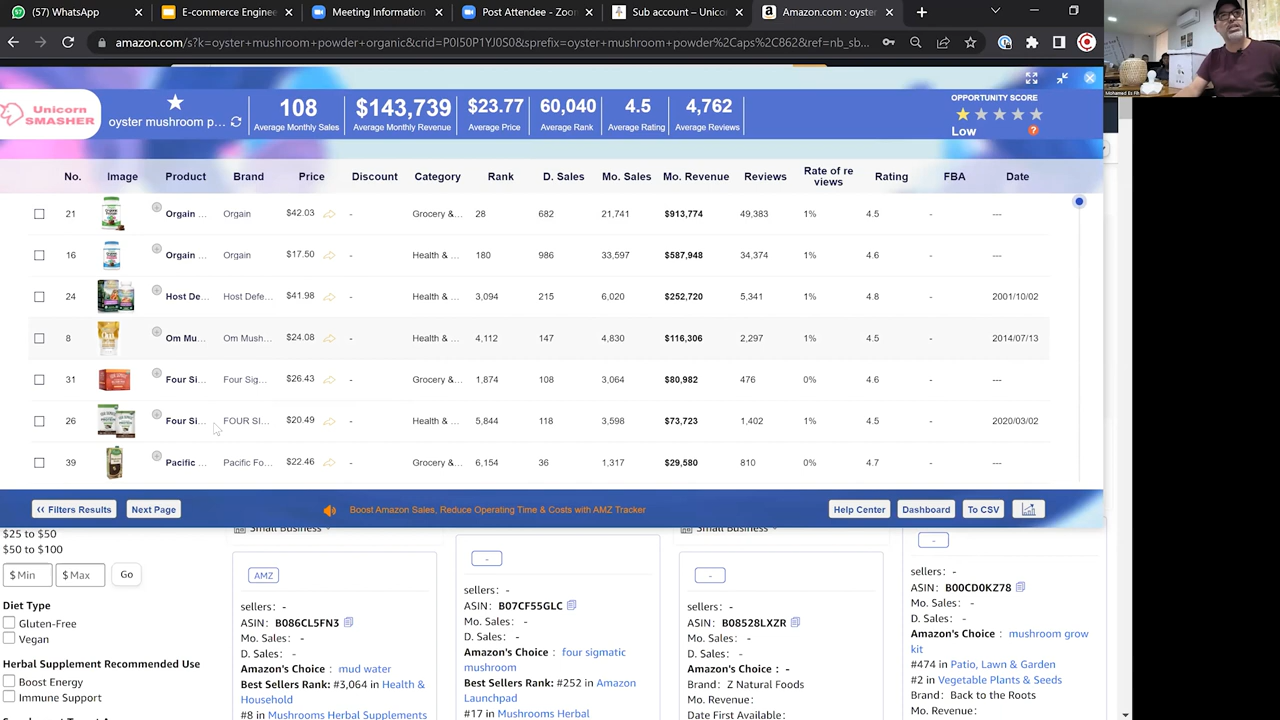 (57) WhatsApp
E-commerce Engine
Meeting Information
Post Attendee - Zoo
Sub account – Unico
Amazon.com : oyster
amazon.com/s?k=oyster+mushroom+powder+organic&crid=P0I50P1YJ0S0&sprefix=oyster+mushroom+powder%2Caps%2C862&ref=nb_sb...
Mohamed Es Fih
Unicorn
SMASHER
oyster mushroom p...
108
Average Monthly Sales
$143,739
Average Monthly Revenue
$23.77
Average Price
60,040
Average Rank
4.5
Average Rating
4,762
Average Reviews
OPPORTUNITY SCORE
Low
?
No. Image Product Brand Price Discount Category Rank D. Sales Mo. Sales Mo. Revenue Reviews Rate of re views Rating FBA Date
21 Orgain ... Orgain $42.03 - Grocery &... 28 682 21,741 $913,774 49,383 1% 4.5 - ---
16 Orgain ... Orgain $17.50 - Health & ... 180 986 33,597 $587,948 34,374 1% 4.6 - ---
24 Host De... Host Defe... $41.98 - Health & ... 3,094 215 6,020 $252,720 5,341 1% 4.8 - 2001/10/02
8 Om Mu... Om Mush... $24.08 - Health & ... 4,112 147 4,830 $116,306 2,297 1% 4.5 - 2014/07/13
31 Four Si... Four Sig... $26.43 - Grocery &... 1,874 108 3,064 $80,982 476 0% 4.6 - ---
26 Four Si... FOUR SI... $20.49 - Health & ... 5,844 118 3,598 $73,723 1,402 1% 4.5 - 2020/03/02
39 Pacific ... Pacific Fo... $22.46 - Grocery &... 6,154 36 1,317 $29,580 810 0% 4.7 - ---
Filters Results
Next Page
Boost Amazon Sales, Reduce Operating Time & Costs with AMZ Tracker
Help Center
Dashboard
To CSV
$25 to $50
$50 to $100
$ Min
$ Max
Go
Diet Type
Gluten-Free
Vegan
Herbal Supplement Recommended Use
Boost Energy
Immune Support
Small Business
AMZ
sellers: -
ASIN: B086CL5FN3
Mo. Sales: -
D. Sales: -
Amazon's Choice : mud water
Best Sellers Rank: #3,064 in Health &
Household
#8 in Mushrooms Herbal Supplements
-
sellers: -
ASIN: B07CF55GLC
Mo. Sales: -
D. Sales: -
Amazon's Choice : four sigmatic
mushroom
Best Sellers Rank: #252 in Amazon
Launchpad
#17 in Mushrooms Herbal
Small Business
-
sellers: -
ASIN: B08528LXZR
Mo. Sales: -
D. Sales: -
Amazon's Choice : -
Brand: Z Natural Foods
Mo. Revenue:
Date First Available:
-
sellers: -
ASIN: B00CD0KZ78
Mo. Sales: -
D. Sales: -
Amazon's Choice : mushroom grow
kit
#474 in Patio, Lawn & Garden
#2 in Vegetable Plants & Seeds
Brand: Back to the Roots
Mo. Revenue: